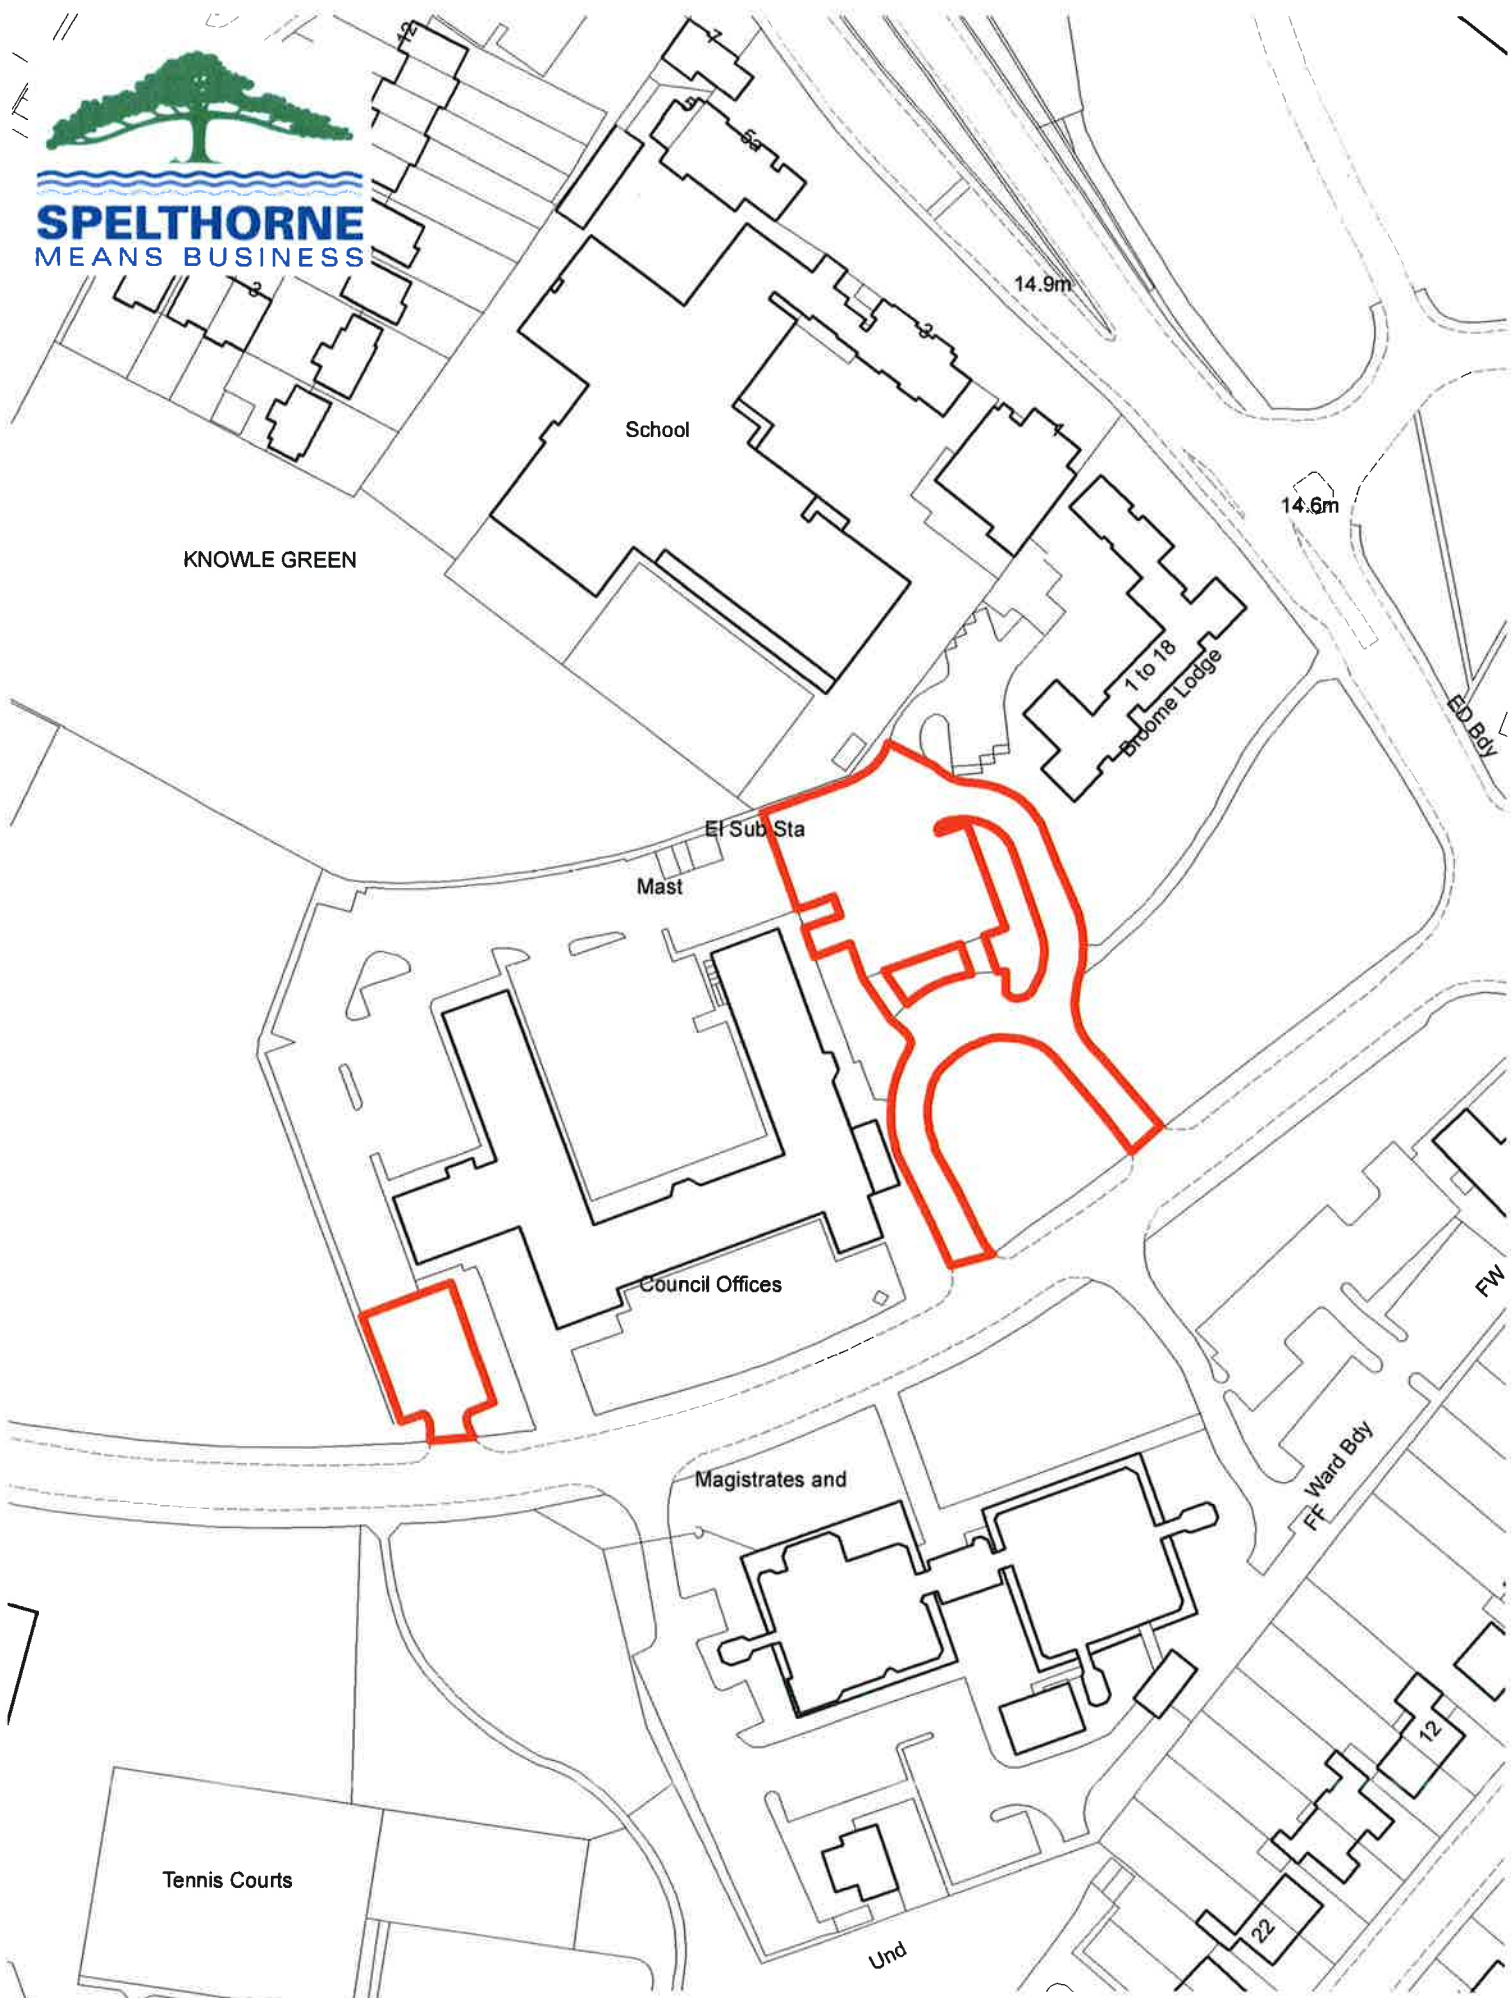 12
7
5a
SPELTHORNE
MEANS BUSINESS
3
14.9m
3
School
1
14.6m
KNOWLE GREEN
1 to 18
Broome Lodge
ED Bdy
El Sub Sta
Mast
Council Offices
FW
Magistrates and
Ward Bdy
FF
12
Tennis Courts
22
Und